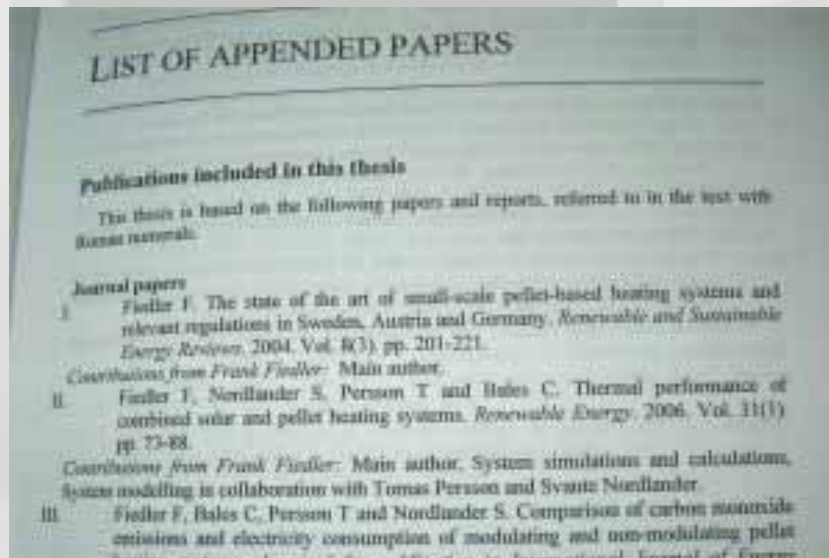 LIST OF APPENDED PAPERS
Publications included in this thesis
This thesis is based on the following papers and reports, referred to in the text with
Roman numerals.
Journal papers
I. Fiedler F. The state of the art of small-scale pellet-based heating systems and
relevant regulations in Sweden, Austria and Germany. Renewable and Sustainable
Energy Reviews. 2004. Vol. 8(3). pp. 201-221.
Contributions from Frank Fiedler: Main author.
II. Fiedler F, Nordlander S, Persson T and Bales C. Thermal performance of
combined solar and pellet heating systems. Renewable Energy. 2006. Vol. 31(1)
pp. 73-88.
Contributions from Frank Fiedler: Main author. System simulations and calculations,
System modelling in collaboration with Tomas Persson and Svante Nordlander.
III. Fiedler F, Bales C, Persson T and Nordlander S. Comparison of carbon monoxide
emissions and electricity consumption of modulating and non-modulating pellet
International Journal of Energy